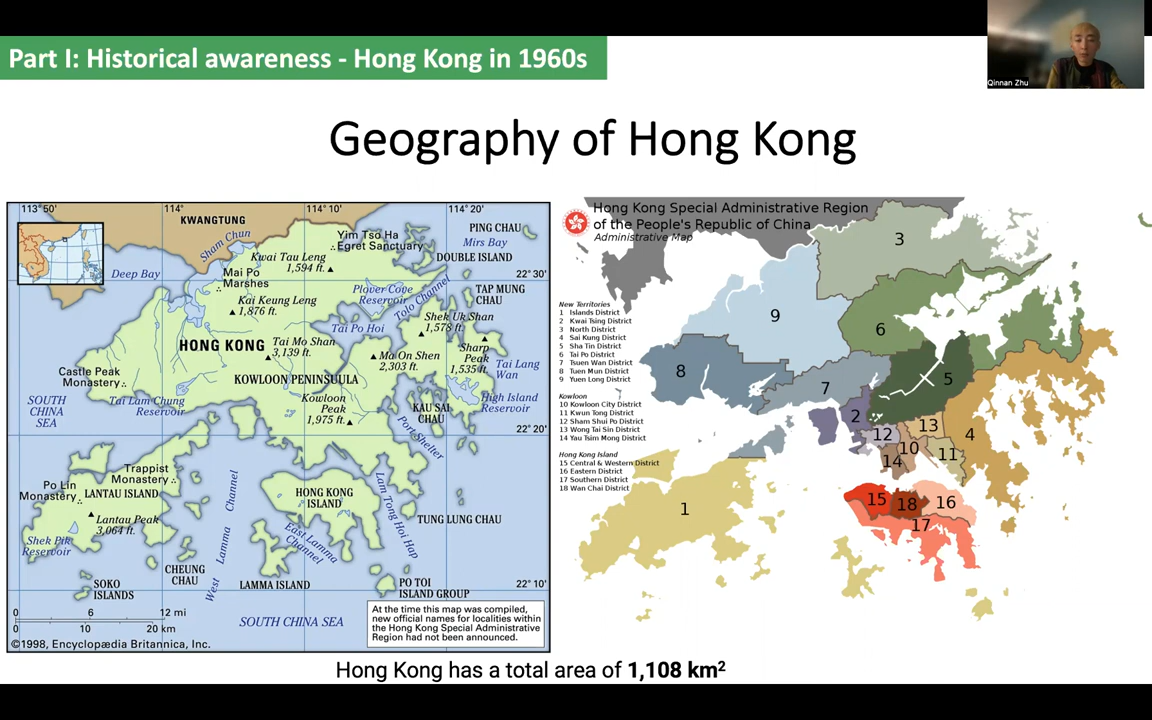 Part I: Historical awareness - Hong Kong in 1960s
Qinnan Zhu
Geography of Hong Kong
113°50'
114°
114°10'
114°20'
KWANGTUNG
Sham Chun
Deep Bay
Yim Tso Ha
Egret Sanctuary
PING CHAU
Mirs Bay
DOUBLE ISLAND
Kwai Tau Leng
1,594 ft.
22°30'
Mai Po
Marshes
Plover Cove
Reservoir
Tolo Channel
TAP MUNG
CHAU
Kai Keung Leng
1,876 ft.
Shek Uk Shan
1,578 ft.
Tai Po Hoi
HONG KONG
Tai Mo Shan
3,139 ft.
Ma On Shen
2,303 ft.
Sharp
Peak
1,535 ft.
Tai Lang
Wan
Castle Peak
Monastery
KOWLOON PENINSULA
SOUTH
CHINA
SEA
Tai Lam Chung
Reservoir
Kowloon
Peak
1,975 ft.
KAU SAI
CHAU
High Island
Reservoir
Port Shelter
22°20'
Trappist
Monastery
Po Lin
Monastery
LANTAU ISLAND
Lantau Peak
3,064 ft.
Shek Pik
Reservoir
West Lamma Channel
HONG KONG
ISLAND
East Lamma
Channel
Lam Tong Hoi Hap
TUNG LUNG CHAU
CHEUNG
CHAU
SOKO
ISLANDS
LAMMA ISLAND
PO TOI
ISLAND GROUP
22°10'
0 6 12 mi
0 10 20 km
SOUTH CHINA SEA
At the time this map was compiled,
new official names for localities within
the Hong Kong Special Administrative
Region had not been announced.
©1998, Encyclopædia Britannica, Inc.
Hong Kong Special Administrative Region
of the People's Republic of China
Administrative Map
New Territories
1 Islands District
2 Kwai Tsing District
3 North District
4 Sai Kung District
5 Sha Tin District
6 Tai Po District
7 Tsuen Wan District
8 Tuen Mun District
9 Yuen Long District
Kowloon
10 Kowloon City District
11 Kwun Tong District
12 Sham Shui Po District
13 Wong Tai Sin District
14 Yau Tsim Mong District
Hong Kong Island
15 Central & Western District
16 Eastern District
17 Southern District
18 Wan Chai District
3
9
6
8
7
5
2
13
4
12
10
11
14
1
15
18
16
17
Hong Kong has a total area of 1,108 km²